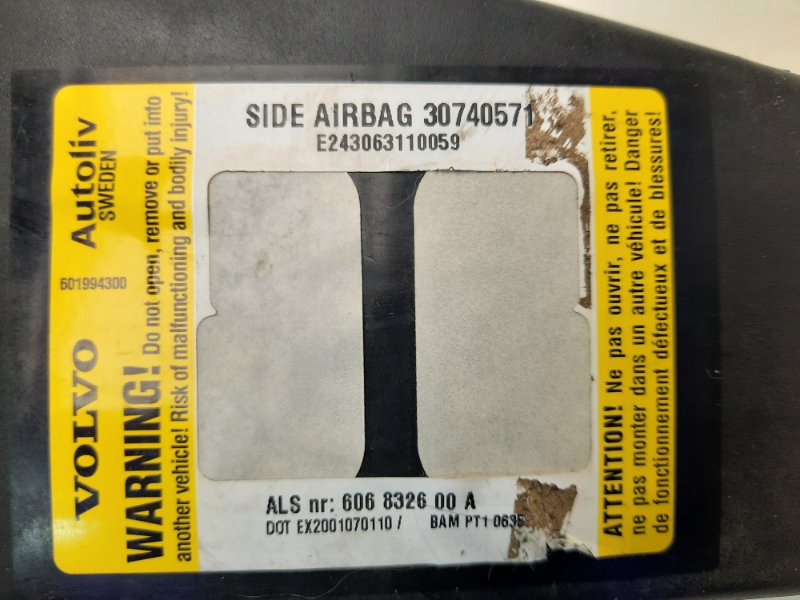 VOLVO Autoliv
SWEDEN
601994300
WARNING! Do not open, remove or put into
another vehicle! Risk of malfunctioning and bodily injury!
SIDE AIRBAG 30740571
E243063110059
ALS nr: 606 8326 00 A
DOT EX2001070110 / BAM PT1 0635
ATTENTION! Ne pas ouvrir, ne pas retirer,
ne pas monter dans un autre véhicule! Danger
de fonctionnement défectueux et de blessures!